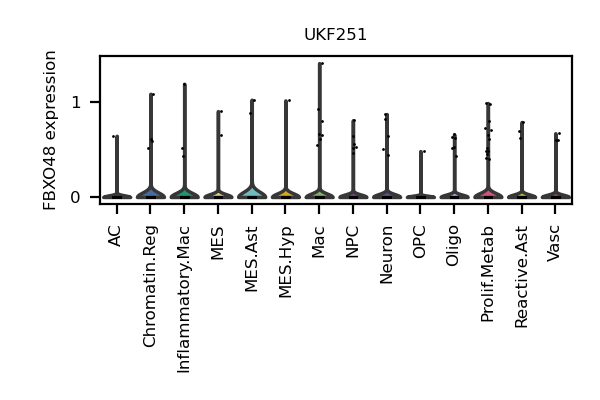 UKF251
FBXO48 expression
1
0
AC
Chromatin.Reg
Inflammatory.Mac
MES
MES.Ast
MES.Hyp
Mac
NPC
Neuron
OPC
Oligo
Prolif.Metab
Reactive.Ast
Vasc